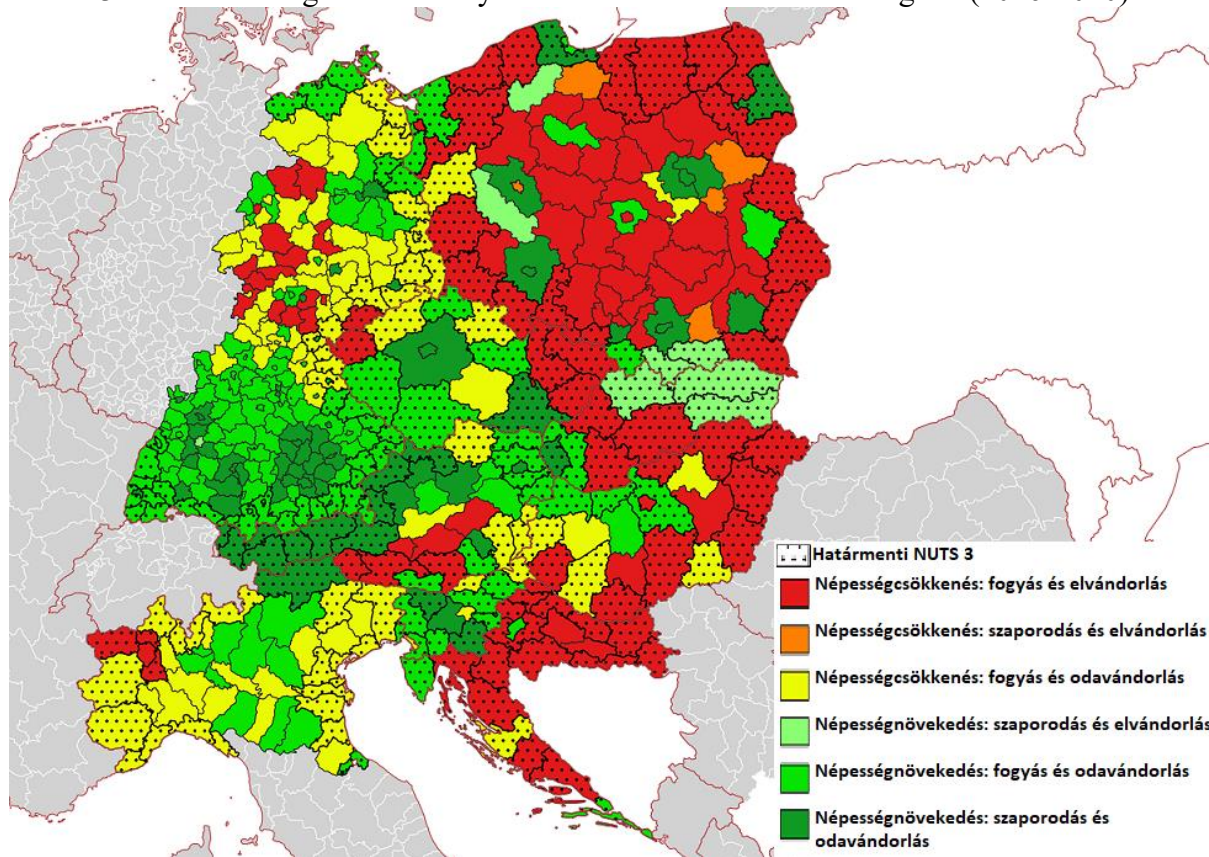 Határmenti NUTS 3
Népességcsökkenés: fogyás és elvándorlás
Népességcsökkenés: szaporodás és elvándorlás
Népességcsökkenés: fogyás és odavándorlás
Népességnövekedés: szaporodás és elvándorlás
Népességnövekedés: fogyás és odavándorlás
Népességnövekedés: szaporodás és
odavándorlás